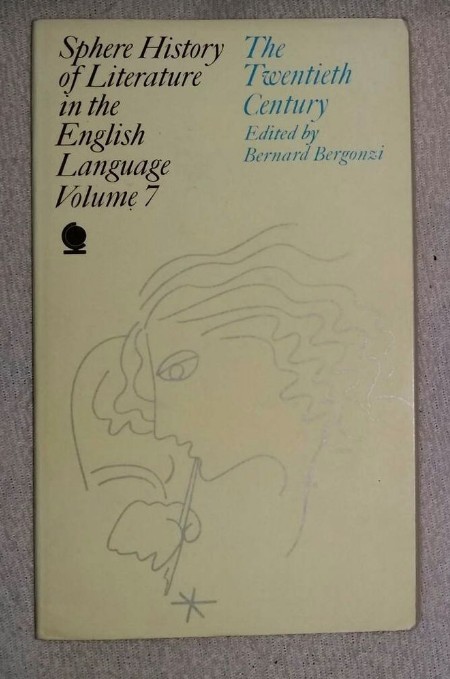 Sphere History
of Literature
in the
English
Language
Volume 7
The
Twentieth
Century
Edited by
Bernard Bergonzi